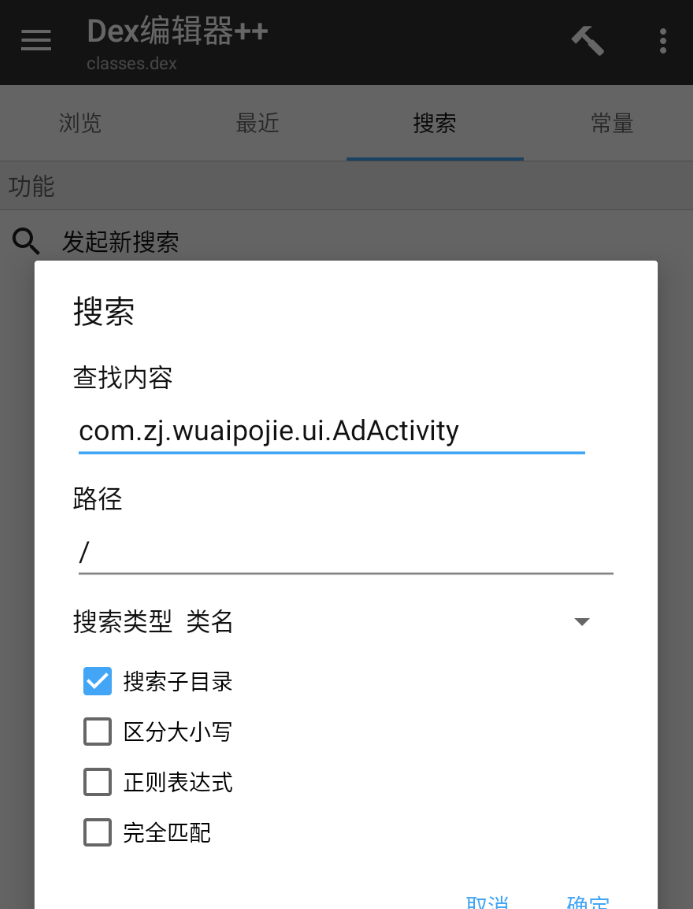 Dex编辑器++
classes.dex
浏览 最近 搜索 常量
功能
发起新搜索
搜索
查找内容
com.zj.wuaipojie.ui.AdActivity
路径
/
搜索类型 类名
搜索子目录
区分大小写
正则表达式
完全匹配
取消 确定